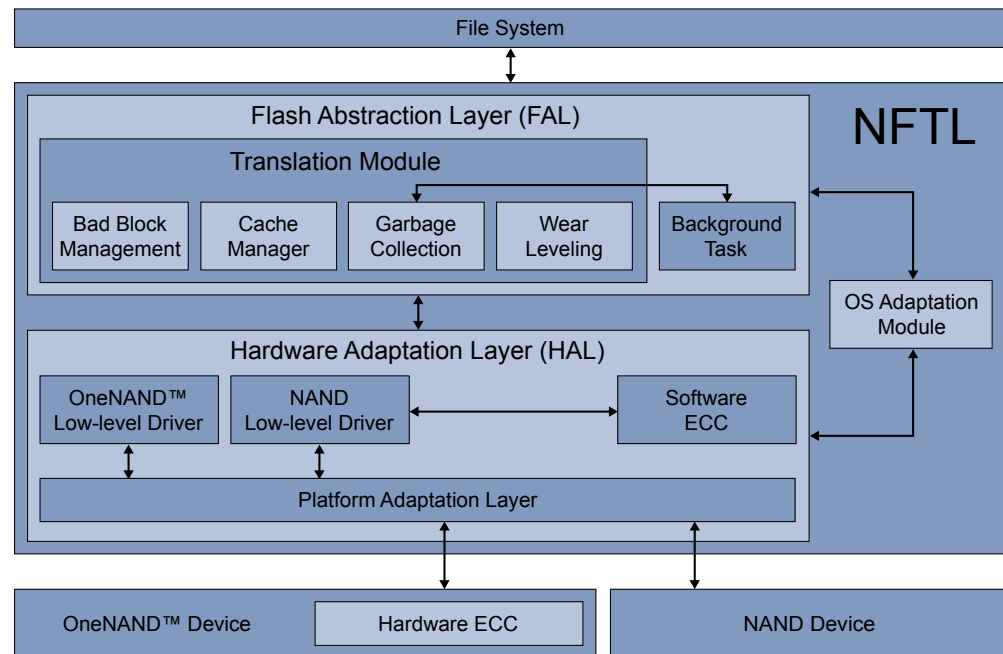 File System
NFTL
Flash Abstraction Layer (FAL)
Translation Module
Bad Block
Management
Cache
Manager
Garbage
Collection
Wear
Leveling
Background
Task
OS Adaptation
Module
Hardware Adaptation Layer (HAL)
OneNAND™
Low-level Driver
NAND
Low-level Driver
Software
ECC
Platform Adaptation Layer
OneNAND™ Device
Hardware ECC
NAND Device